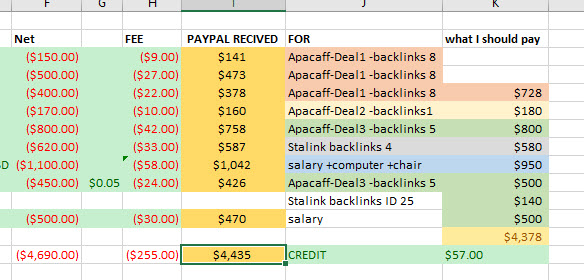 F G H I J K
Net FEE PAYPAL RECIVED FOR what I should pay
($150.00) ($9.00) $141 Apacaff-Deal1 -backlinks 8
($500.00) ($27.00) $473 Apacaff-Deal1 -backlinks 8
($400.00) ($22.00) $378 Apacaff-Deal1 -backlinks 8 $728
($170.00) ($10.00) $160 Apacaff-Deal2 -backlinks1 $180
($800.00) ($42.00) $758 Apacaff-Deal3 -backlinks 5 $800
($620.00) ($33.00) $587 Stalink backlinks 4 $580
D ($1,100.00) ($58.00) $1,042 salary +computer +chair $950
($450.00) $0.05 ($24.00) $426 Apacaff-Deal3 -backlinks 5 $500
Stalink backlinks ID 25 $140
($500.00) ($30.00) $470 salary $500
$4,378
($4,690.00) ($255.00) $4,435 CREDIT $57.00